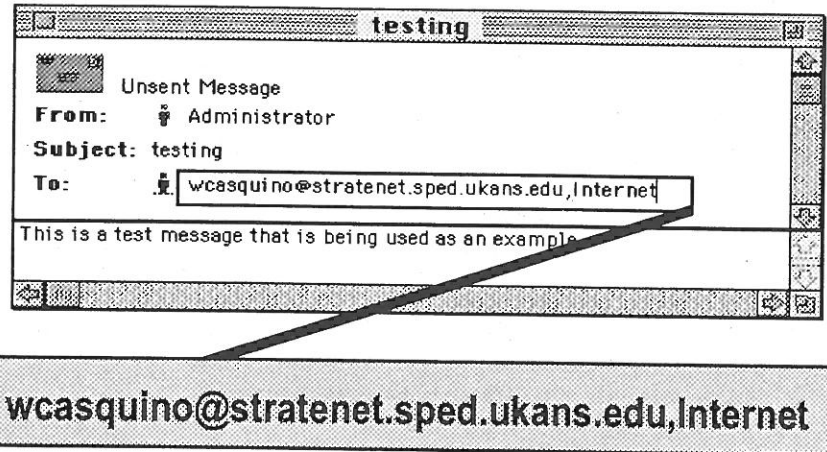 testing
Unsent Message
From: Administrator
Subject: testing
To: wcasquino@stratenet.sped.ukans.edu,Internet
This is a test message that is being used as an example
wcasquino@stratenet.sped.ukans.edu,Internet